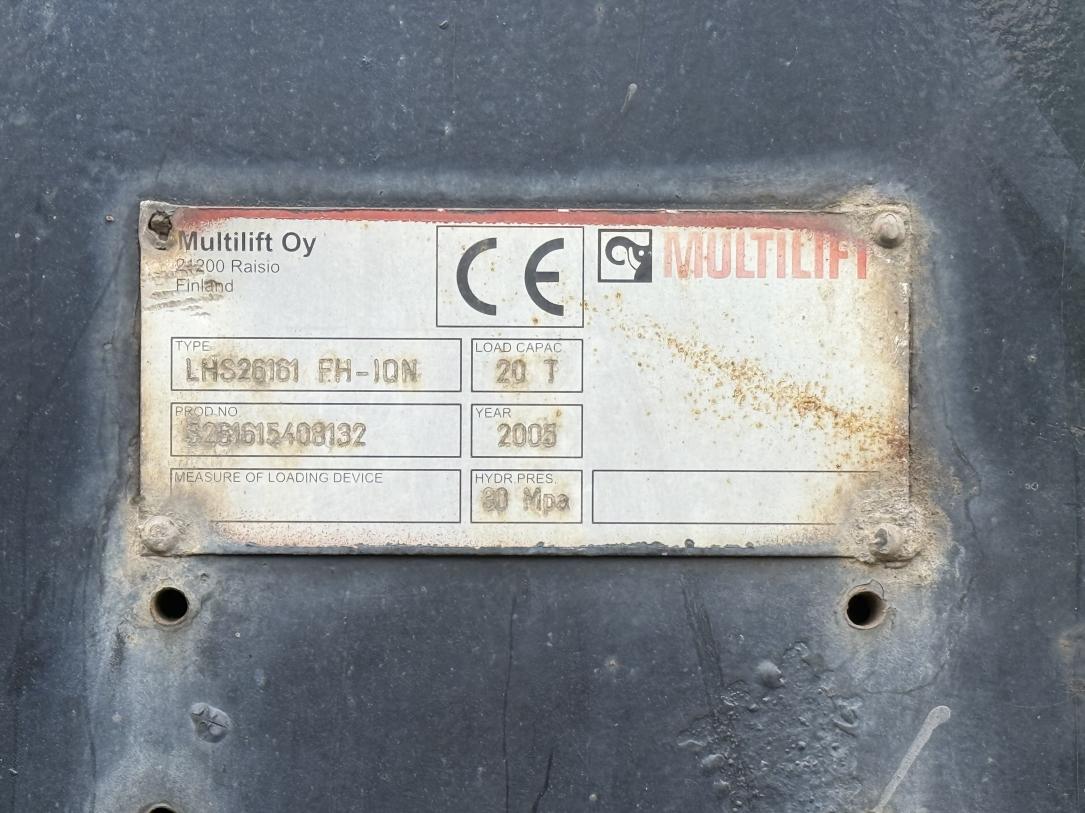 Multilift Oy
21200 Raisio
Finland
CE
MULTILIFT
TYPE
LHS26161 FH-IQN
LOAD CAPAC
20 T
PROD.NO
S261615408132
YEAR
2005
MEASURE OF LOADING DEVICE
HYDR.PRES.
30 Mpa